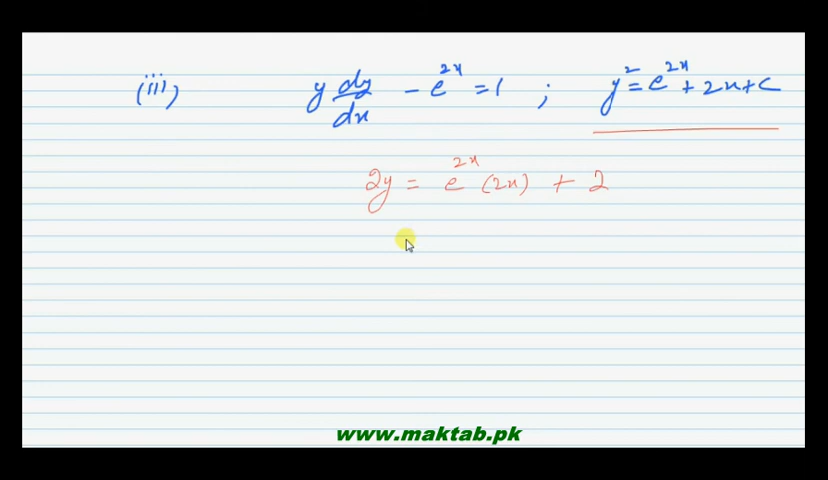 (iii) y dy/dx - e^2x = 1 ; y^2 = e^2x + 2x + c
2y = e^2x (2x) + 2
www.maktab.pk